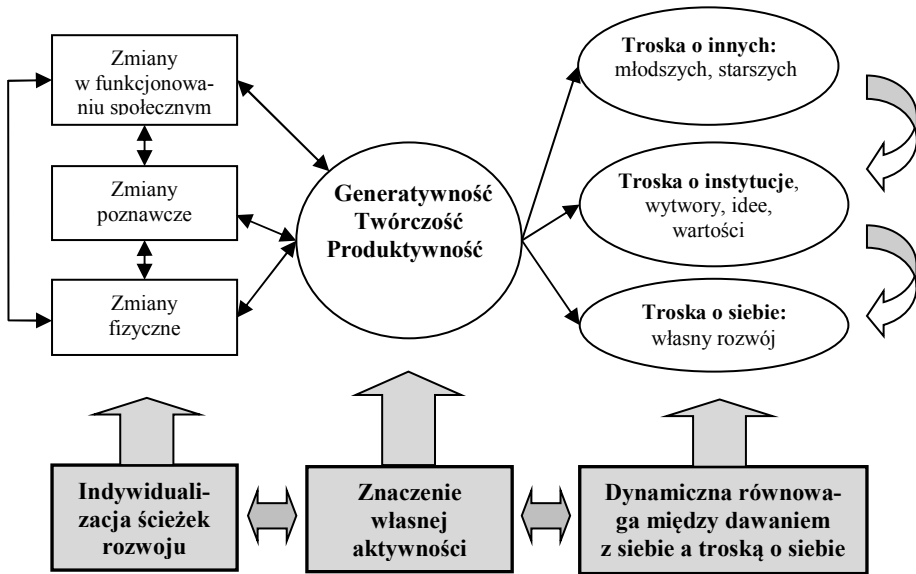 Zmiany
w funkcjonowa-
niu społecznym
Zmiany
poznawcze
Zmiany
fizyczne
Generatywność
Twórczość
Produktywność
Troska o innych:
młodszych, starszych
Troska o instytucje,
wytwory, idee,
wartości
Troska o siebie:
własny rozwój
Indywiduali-
zacja ścieżek
rozwoju
Znaczenie
własnej
aktywności
Dynamiczna równowa-
ga między dawaniem
z siebie a troską o siebie